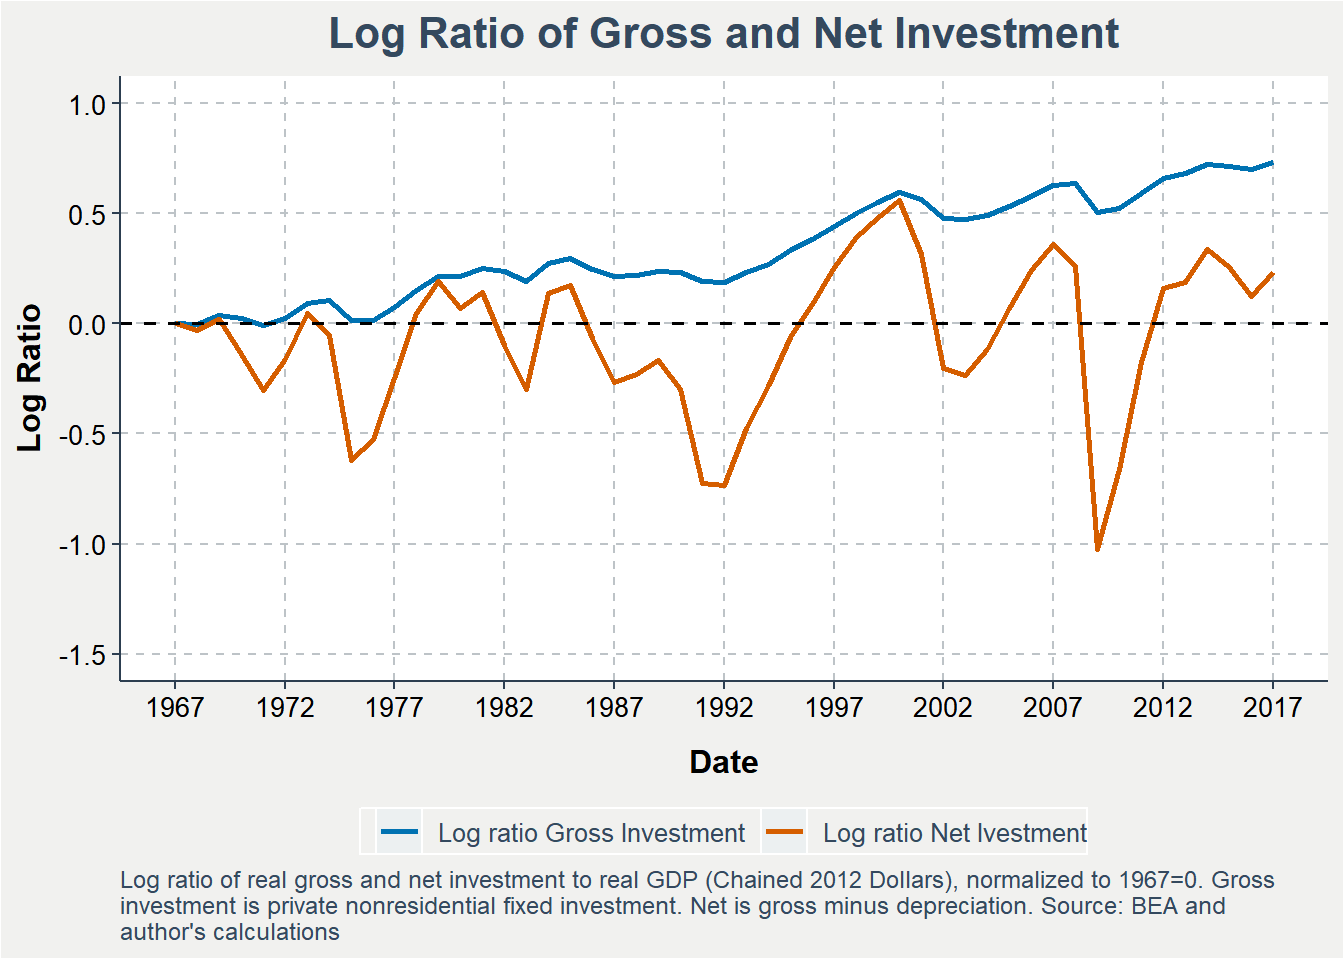 Log Ratio of Gross and Net Investment
Log Ratio
1.0
0.5
0.0
-0.5
-1.0
-1.5
1967 1972 1977 1982 1987 1992 1997 2002 2007 2012 2017
Date
Log ratio Gross Investment Log ratio Net Ivestment
Log ratio of real gross and net investment to real GDP (Chained 2012 Dollars), normalized to 1967=0. Gross
investment is private nonresidential fixed investment. Net is gross minus depreciation. Source: BEA and
author's calculations